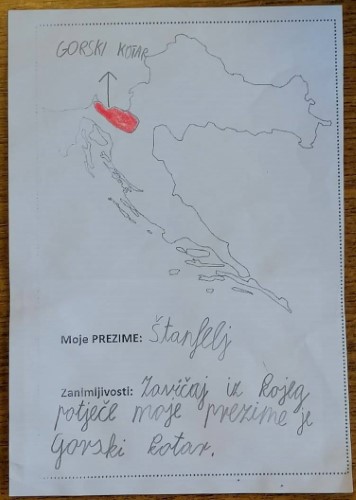 GORSKI KOTAR
Moje PREZIME: Štanfelj
Zanimljivosti: Zavičaj iz kojeg
potječe moje prezime je
Gorski kotar.